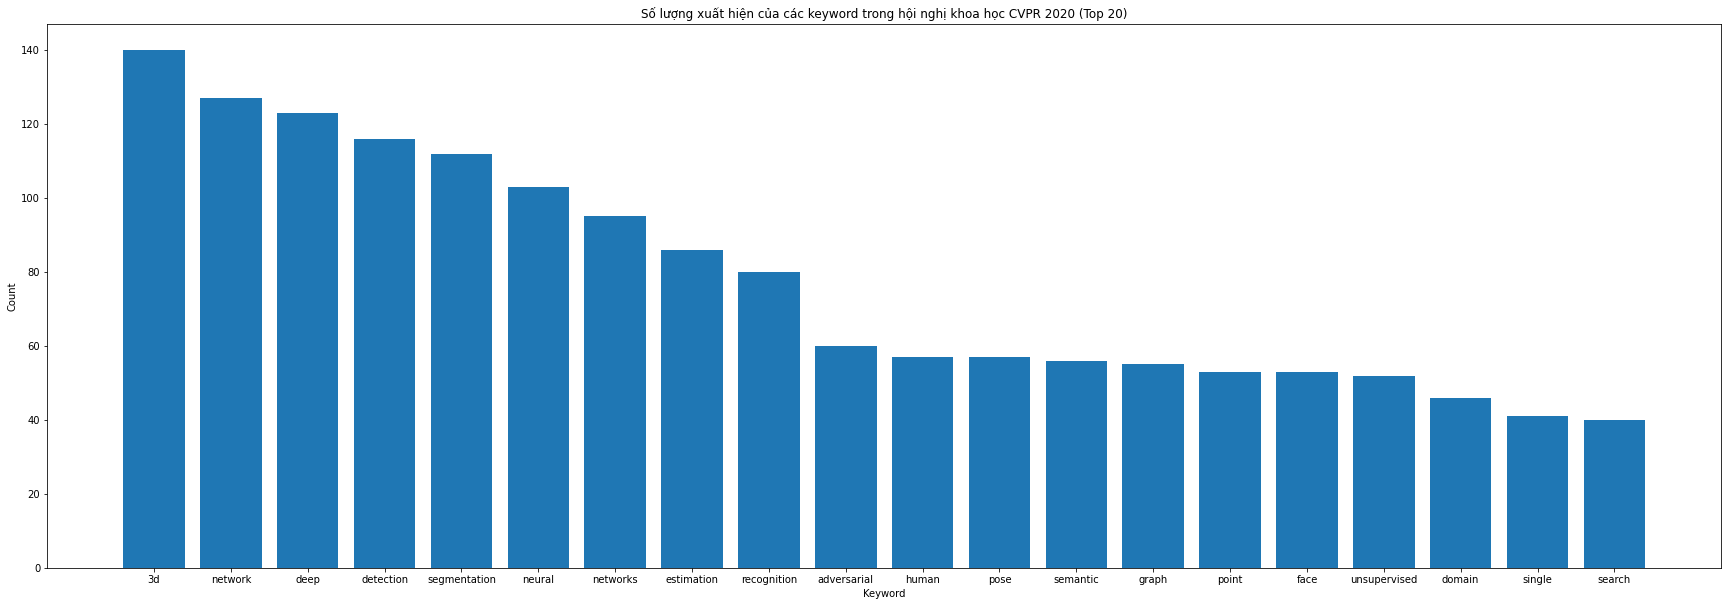 Số lượng xuất hiện của các keyword trong hội nghị khoa học CVPR 2020 (Top 20)
140
120
100
80
60
40
20
0
Count
3d network deep detection segmentation neural networks estimation recognition adversarial human pose semantic graph point face unsupervised domain single search
Keyword